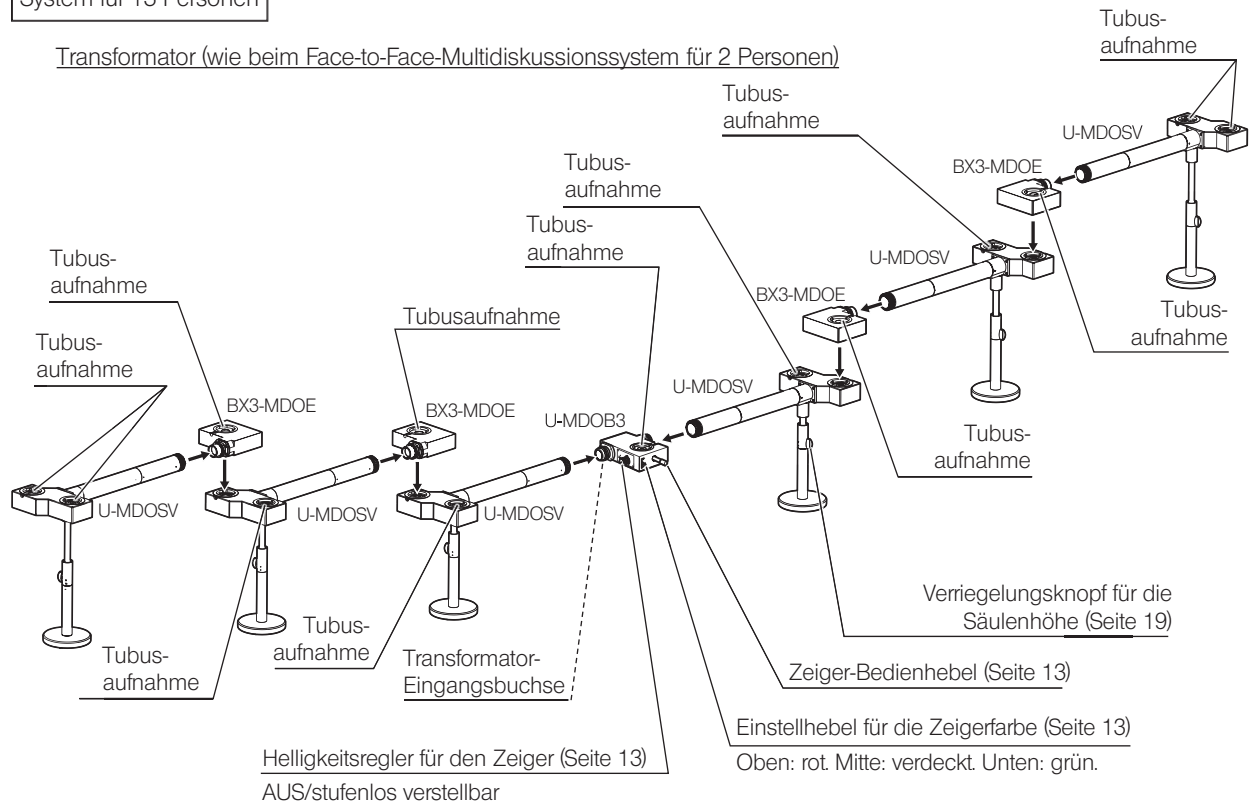 System für 13 Personen
Transformator (wie beim Face-to-Face-Multidiskussionssystem für 2 Personen)
Tubus-
aufnahme
Tubus-
aufnahme
U-MDOSV
BX3-MDOE
Tubus-
aufnahme
Tubus-
aufnahme
U-MDOSV
BX3-MDOE
Tubus-
aufnahme
Tubus-
aufnahme
Tubusaufnahme
Tubus-
aufnahme
BX3-MDOE
BX3-MDOE
U-MDOB3
U-MDOSV
Tubus-
aufnahme
U-MDOSV
U-MDOSV
U-MDOSV
Tubus-
aufnahme
Tubus-
aufnahme
Transformator-
Eingangsbuchse
Verriegelungsknopf für die
Säulenhöhe (Seite 19)
Zeiger-Bedienhebel (Seite 13)
Einstellhebel für die Zeigerfarbe (Seite 13)
Oben: rot. Mitte: verdeckt. Unten: grün.
Helligkeitsregler für den Zeiger (Seite 13)
AUS/stufenlos verstellbar